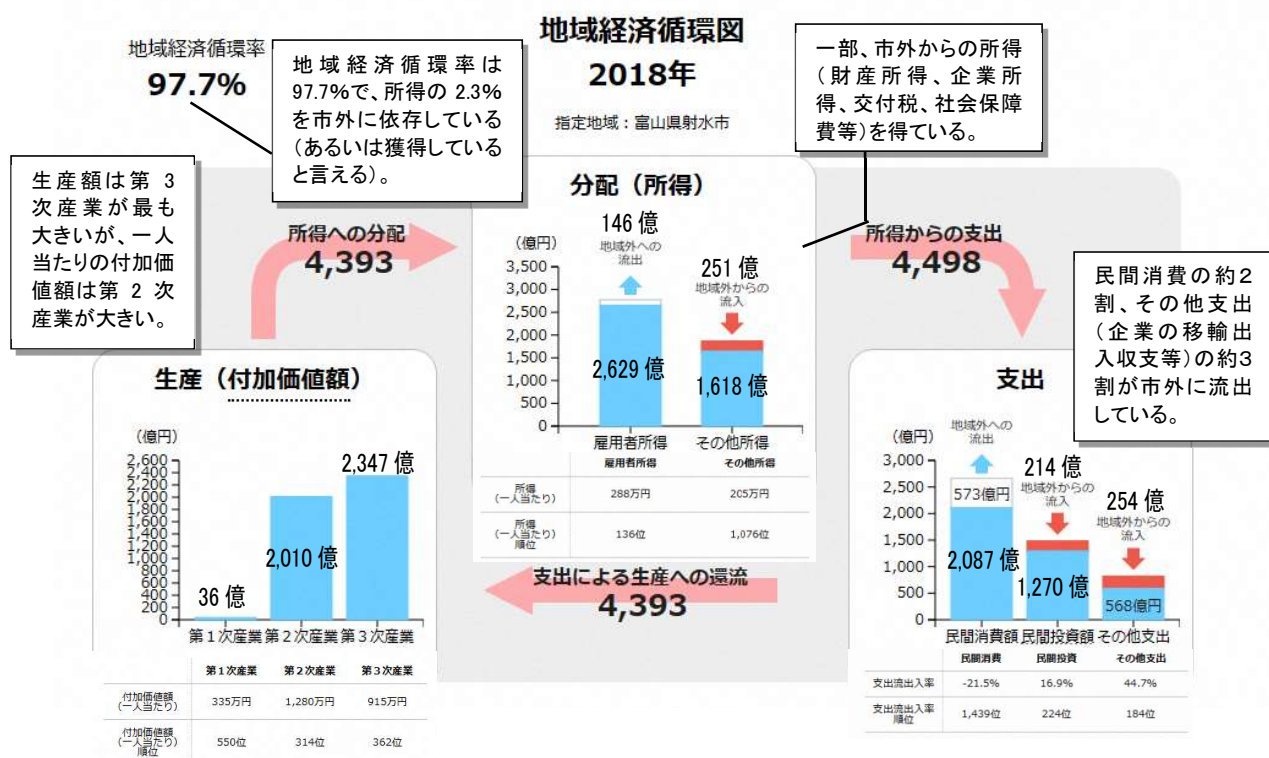 地域経済循環図
2018年
指定地域：富山県射水市
地域経済循環率
97.7%
地域経済循環率は
97.7%で、所得の 2.3%
を市外に依存している
（あるいは獲得している
と言える）。
一部、市外からの所得
（財産所得、企業所
得、交付税、社会保障
費等）を得ている。
生産額は第 3
次産業が最も
大きいが、一人
当たりの付加価
値額は第 2 次
産業が大きい。
民間消費の約2
割、その他支出
（企業の移輸出
入収支等）の約3
割が市外に流出
している。
所得への分配
4,393
所得からの支出
4,498
支出による生産への還流
4,393
分配（所得）
（億円）
146 億
地域外への
流出
251 億
地域外からの
流入
3,500
3,000
2,500
2,000
1,500
1,000
500
0
2,629 億
1,618 億
雇用者所得 その他所得
雇用者所得 その他所得
所得
（一人当たり） 288万円 205万円
所得
（一人当たり）
順位 136位 1,076位
生産（付加価値額）
（億円）
2,600
2,400
2,200
2,000
1,800
1,600
1,400
1,200
1,000
800
600
400
200
0
36 億
2,010 億
2,347 億
第1次産業 第2次産業 第3次産業
第1次産業 第2次産業 第3次産業
付加価値額
（一人当たり） 335万円 1,280万円 915万円
付加価値額
（一人当たり）
順位 550位 314位 362位
支出
（億円）
地域外への
流出
214 億
地域外からの
流入
254 億
地域外からの
流入
3,000
2,500
2,000
1,500
1,000
500
0
573億円
2,087 億
1,270 億
568億円
民間消費額 民間投資額 その他支出
民間消費 民間投資 その他支出
支出流出入率 -21.5% 16.9% 44.7%
支出流出入率
順位 1,439位 224位 184位